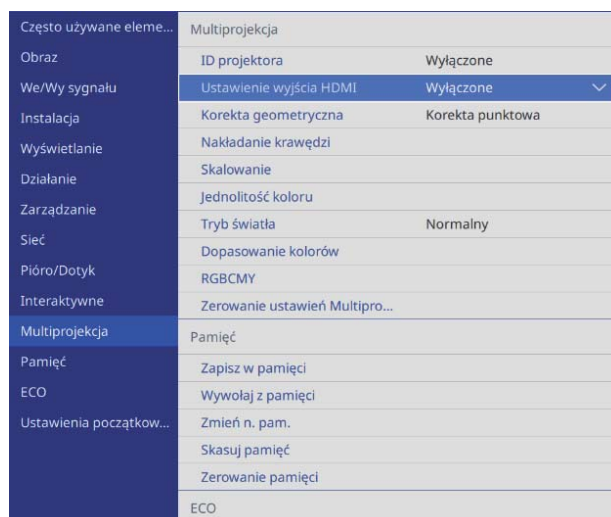 Często używane eleme...
Obraz
We/Wy sygnału
Instalacja
Wyświetlanie
Działanie
Zarządzanie
Sieć
Pióro/Dotyk
Interaktywne
Multiprojekcja
Pamięć
ECO
Ustawienia początkow...
Multiprojekcja
ID projektora Wyłączone
Ustawienie wyjścia HDMI Wyłączone
Korekta geometryczna Korekta punktowa
Nakładanie krawędzi
Skalowanie
Jednolitość koloru
Tryb światła Normalny
Dopasowanie kolorów
RGBCMY
Zerowanie ustawień Multipro...
Pamięć
Zapisz w pamięci
Wywołaj z pamięci
Zmień n. pam.
Skasuj pamięć
Zerowanie pamięci
ECO